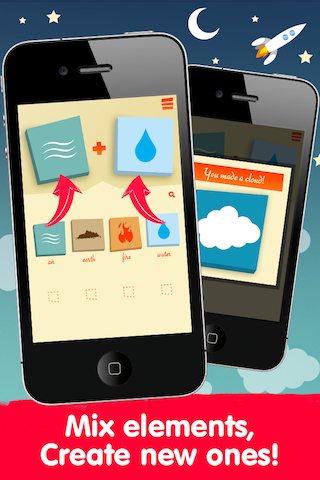 +
air earth fire water
You made a cloud!
Mix elements,
Create new ones!